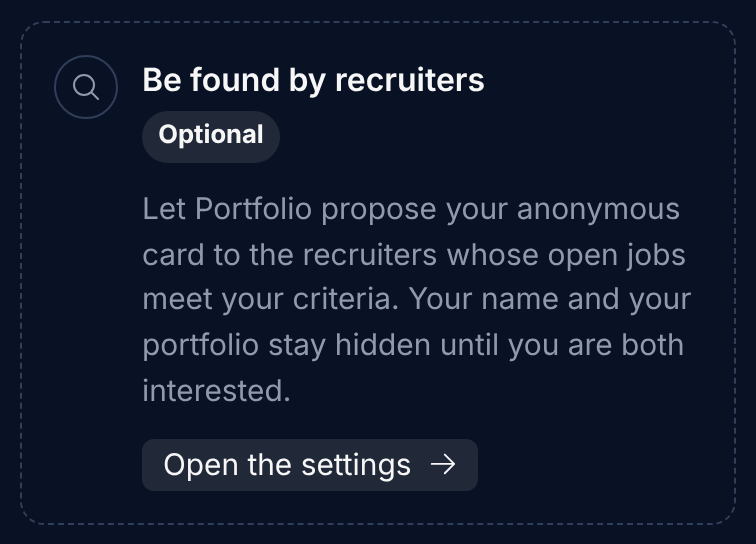 Be found by recruiters
Optional
Let Portfolio propose your anonymous
card to the recruiters whose open jobs
meet your criteria. Your name and your
portfolio stay hidden until you are both
interested.
Open the settings →